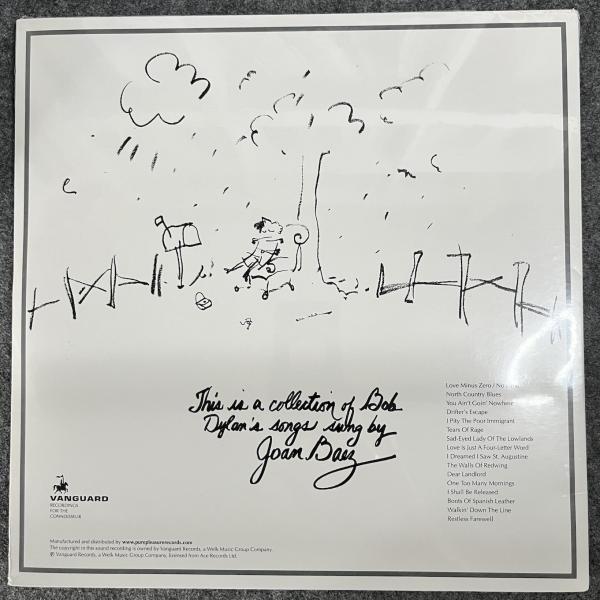 This is a collection of Bob
Dylan's songs sung by
Joan Baez
Love Minus Zero / No
North Country Blues
You Ain't Goin' Nowhere
Drifter's Escape
I Pity The Poor Immigrant
Tears Of Rage
Sad-Eyed Lady Of The Lowlands
Love Is Just A Four-Letter Word
I Dreamed I Saw St. Augustine
The Walls Of Redwing
Dear Landlord
One Too Many Mornings
I Shall Be Released
Boots Of Spanish Leather
Walkin' Down The Line
Restless Farewell
VANGUARD
RECORDINGS
FOR THE
CONNOISSEUR
Manufactured and distributed by www.purepleasurerecords.com
The copyright in this sound recording is owned by Vanguard Records, a Welk Music Group Company.
℗ Vanguard Records, a Welk Music Group Company, licensed from Ace Records Ltd.